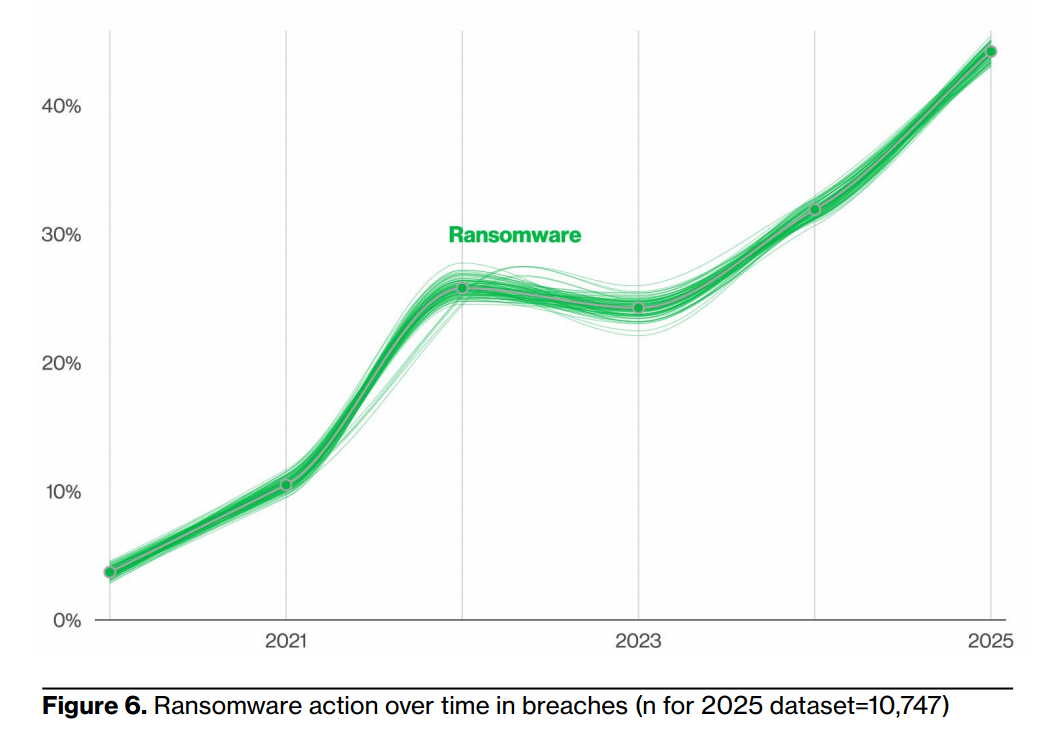 40%
30%
Ransomware
20%
10%
0%
2021 2023 2025
Figure 6. Ransomware action over time in breaches (n for 2025 dataset=10,747)